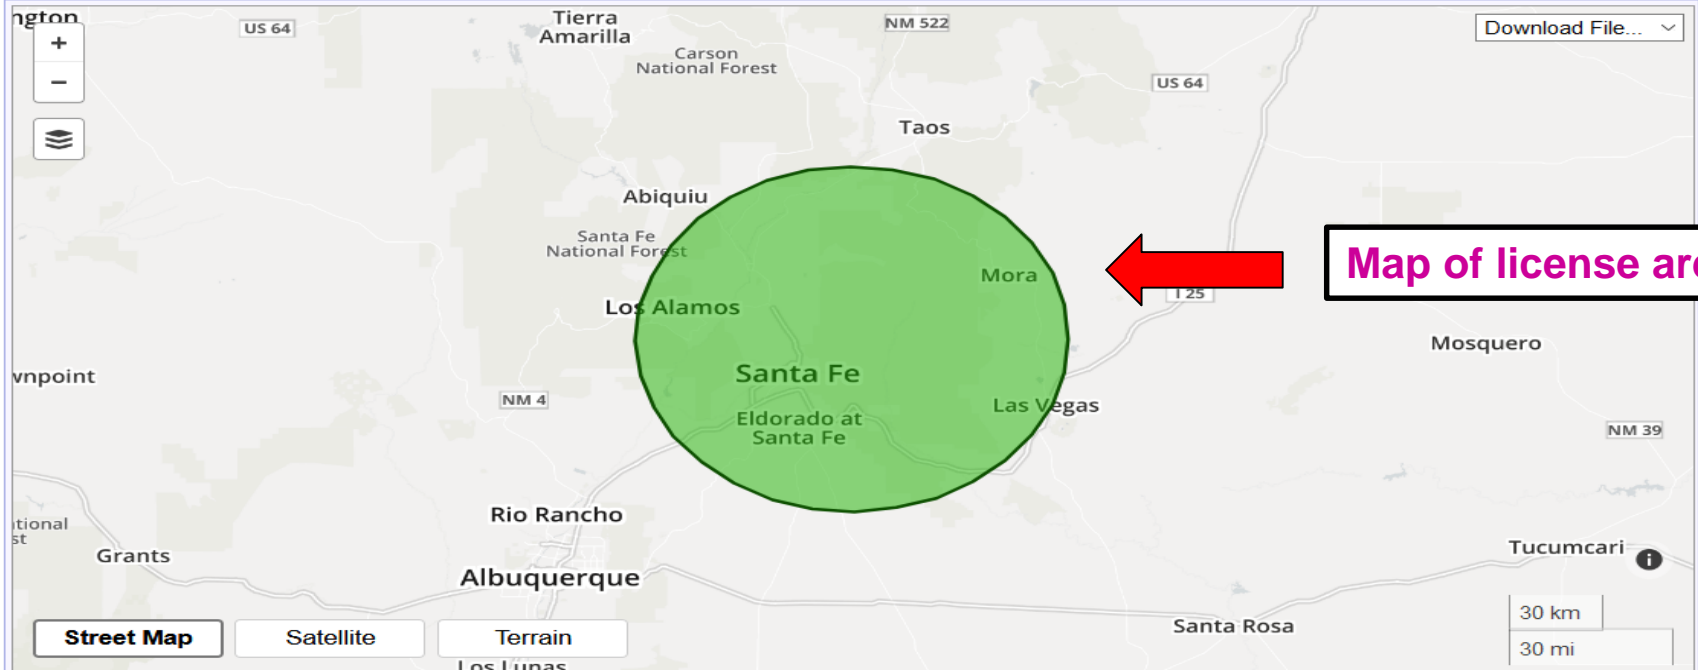 ngton
US 64
Tierra
Amarilla
NM 522
Download File...
+
Carson
National Forest
−
US 64
Taos
Abiquiu
Santa Fe
National Forest
Mora
Map of license are
I 25
Los Alamos
Mosquero
Santa Fe
wnpoint
NM 4
Las Vegas
Eldorado at
Santa Fe
NM 39
Rio Rancho
tional
st
Grants
Tucumcari
i
Albuquerque
30 km
Santa Rosa
Street Map
Satellite
Terrain
30 mi
Los Lunas